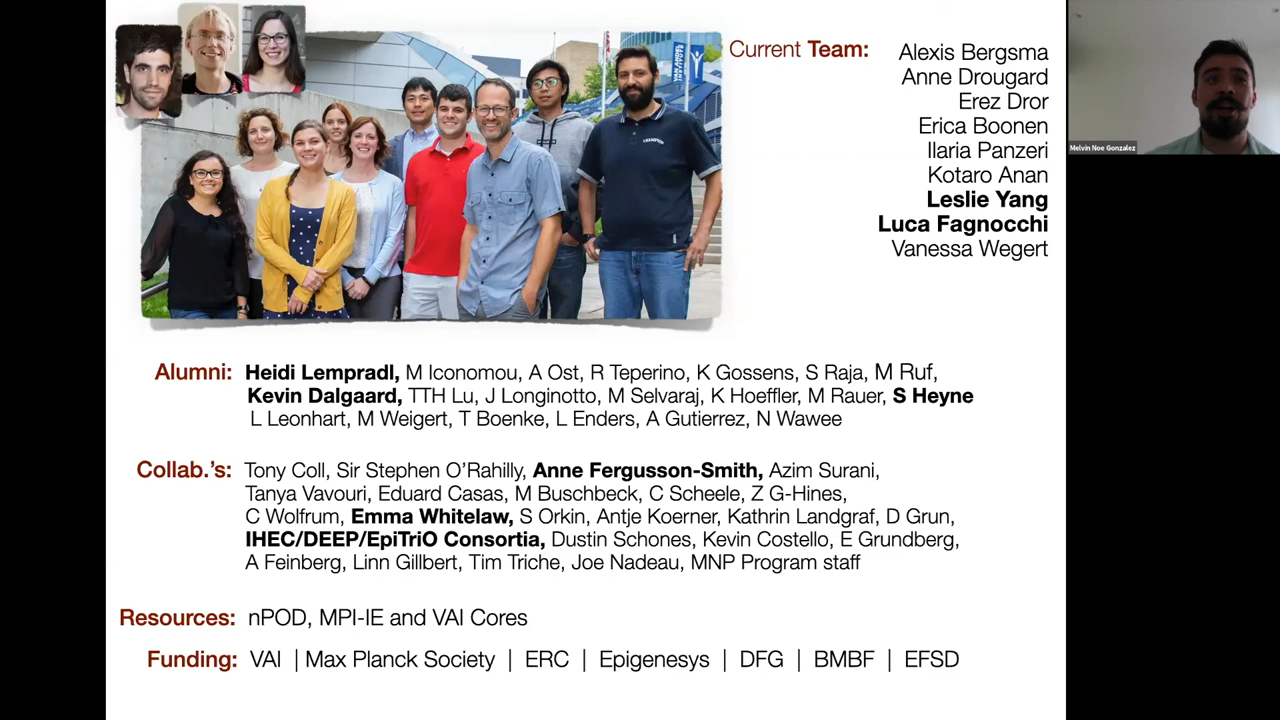 VAN ANDEL
INSTITUTE
CHAMPION
Current Team:
Alexis Bergsma
Anne Drougard
Erez Dror
Erica Boonen
Ilaria Panzeri
Kotaro Anan
Leslie Yang
Luca Fagnocchi
Vanessa Wegert
Melvin Noe Gonzalez
Alumni: Heidi Lempradl, M Iconomou, A Ost, R Teperino, K Gossens, S Raja, M Ruf,
Kevin Dalgaard, TTH Lu, J Longinotto, M Selvaraj, K Hoeffler, M Rauer, S Heyne
L Leonhart, M Weigert, T Boenke, L Enders, A Gutierrez, N Wawee
Collab.'s: Tony Coll, Sir Stephen O'Rahilly, Anne Fergusson-Smith, Azim Surani,
Tanya Vavouri, Eduard Casas, M Buschbeck, C Scheele, Z G-Hines,
C Wolfrum, Emma Whitelaw, S Orkin, Antje Koerner, Kathrin Landgraf, D Grun,
IHEC/DEEP/EpiTriO Consortia, Dustin Schones, Kevin Costello, E Grundberg,
A Feinberg, Linn Gillbert, Tim Triche, Joe Nadeau, MNP Program staff
Resources: nPOD, MPI-IE and VAI Cores
Funding: VAI | Max Planck Society | ERC | Epigenesys | DFG | BMBF | EFSD